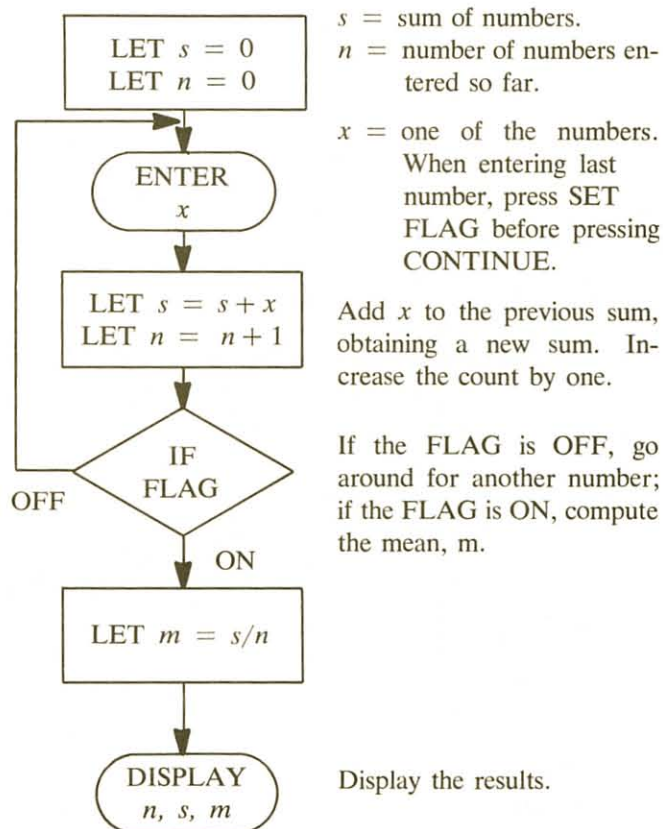 LET s = 0
LET n = 0
s = sum of numbers.
n = number of numbers en-
tered so far.
ENTER
x
x = one of the numbers.
When entering last
number, press SET
FLAG before pressing
CONTINUE.
LET s = s + x
LET n = n + 1
Add x to the previous sum,
obtaining a new sum. In-
crease the count by one.
IF
FLAG
OFF
ON
If the FLAG is OFF, go
around for another number;
if the FLAG is ON, compute
the mean, m.
LET m = s/n
DISPLAY
n, s, m
Display the results.